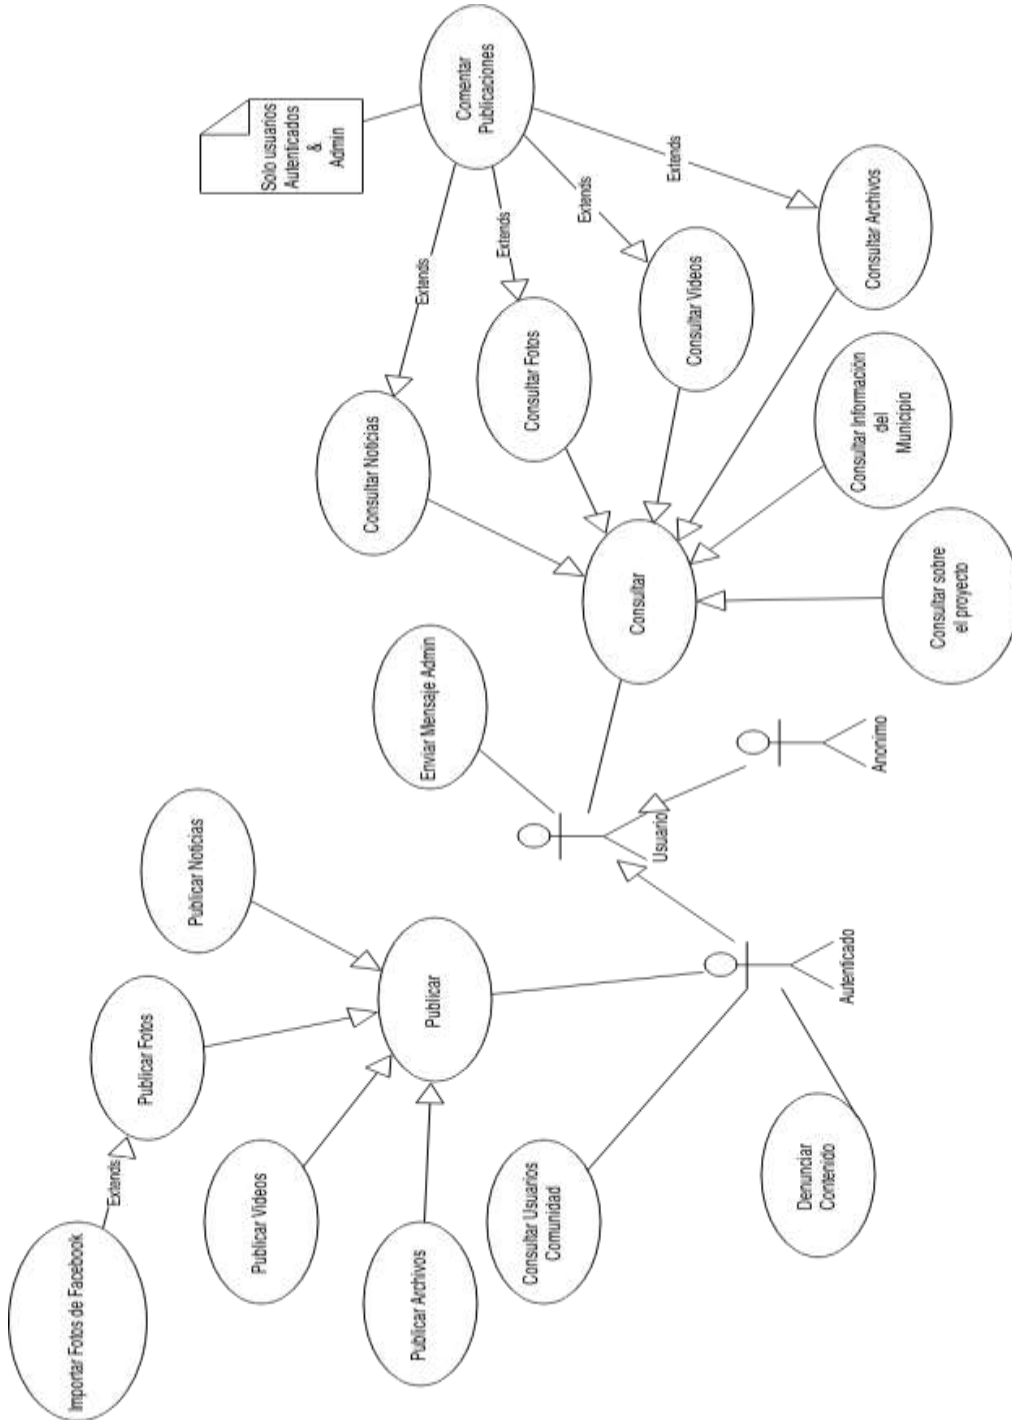 Importar Fotos de Facebook
Extends
Publicar Fotos
Publicar Noticias
Publicar Videos
Solo usuarios
Autenticados
&
Admin
Consultar Noticias
Publicar Archivos
Extends
Enviar Mensaje Admin
Publicar
Comentar
Publicaciones
Extends
Consultar Usuarios
Comunidad
Consultar Fotos
Extends
Consultar
Usuario
Extends
Consultar Videos
Denunciar
Contenido
Autenticado
Consultar Información
del
Municipio
Consultar Archivos
Anonimo
Consultar sobre
el proyecto